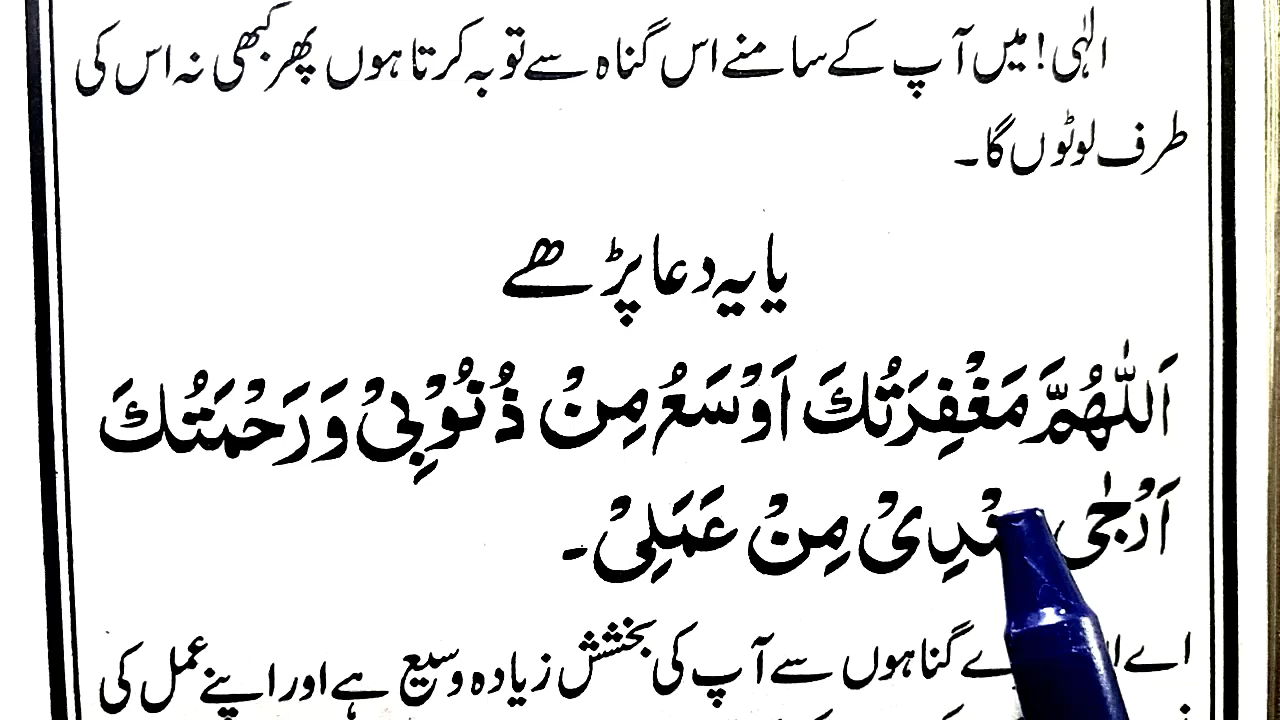 الٰہی! میں آپ کے سامنے اس گناہ سے توبہ کرتا ہوں پھر کبھی نہ اس کی
طرف لوٹوں گا۔
یا یہ دعا پڑھے
اَللّٰهُمَّ مَغْفِرَتُكَ اَوْسَعُ مِنْ ذُنُوْبِیْ وَرَحْمَتُكَ
اَرْجٰی مِنْ عَمَلِیْ۔
گناہوں سے آپ کی بخشش زیادہ وسیع ہے اور اپنے عمل کی